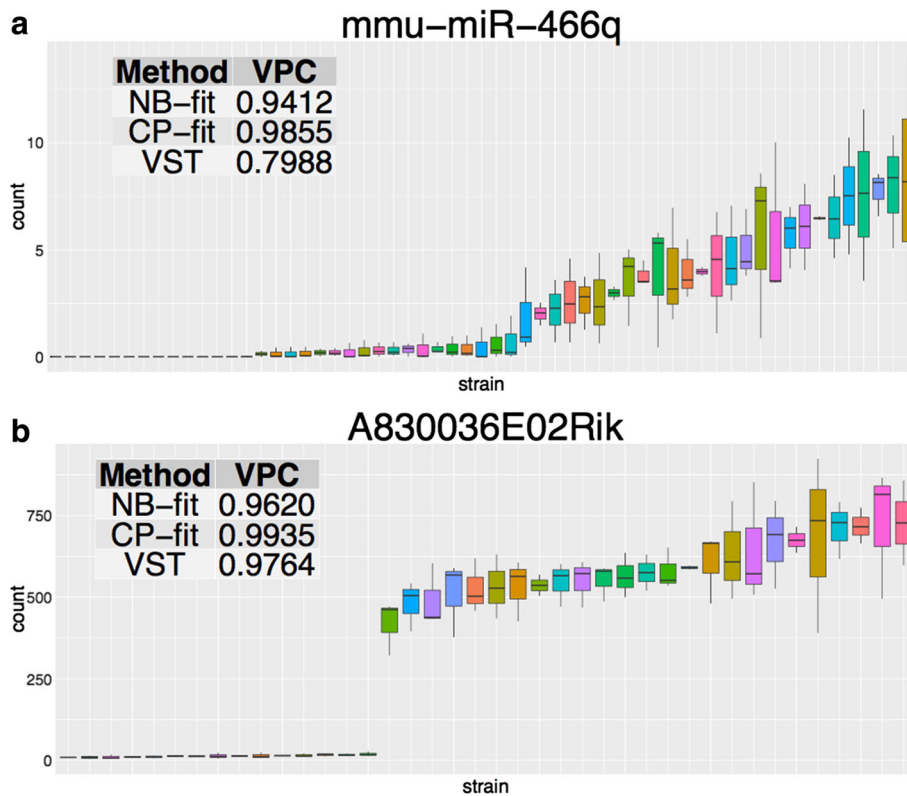 a
mmu-miR-466q
Method VPC
NB-fit 0.9412
CP-fit 0.9855
VST 0.7988
count
10
5
0
strain
b
A830036E02Rik
Method VPC
NB-fit 0.9620
CP-fit 0.9935
VST 0.9764
count
750
500
250
0
strain